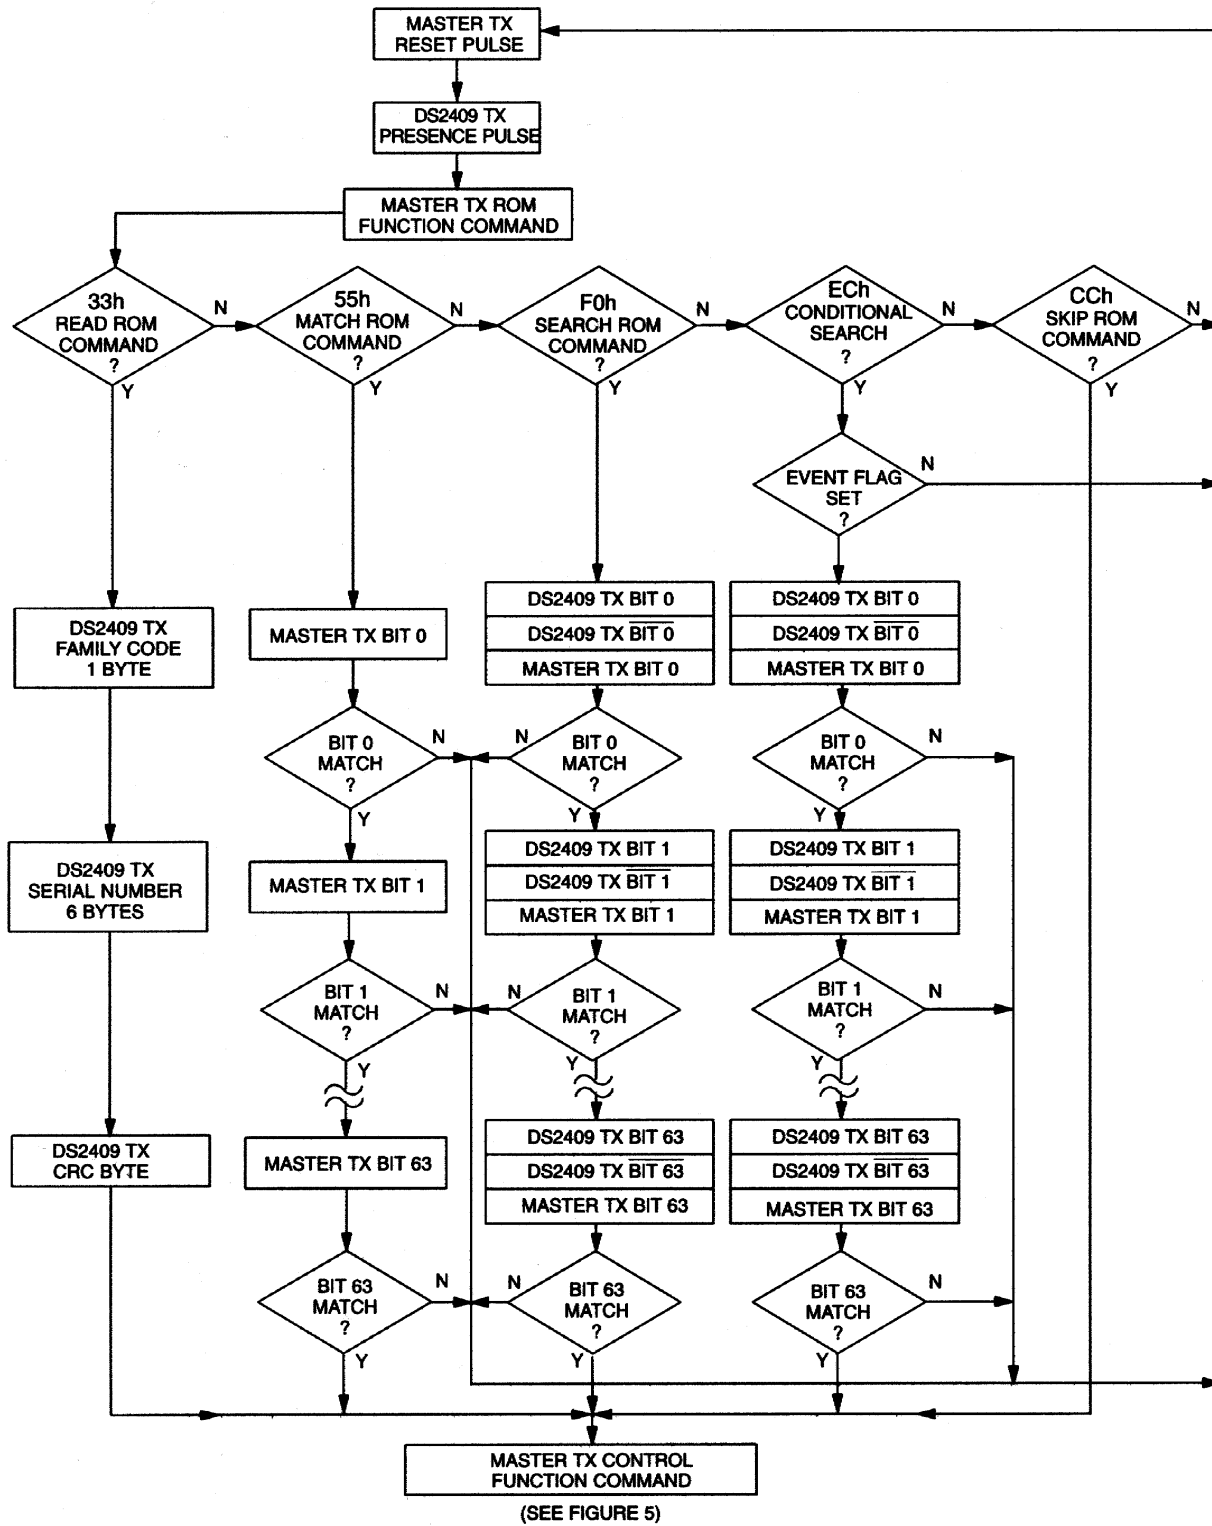 MASTER TX
RESET PULSE
DS2409 TX
PRESENCE PULSE
MASTER TX ROM
FUNCTION COMMAND
33h
READ ROM
COMMAND
?
N
Y
55h
MATCH ROM
COMMAND
?
N
Y
F0h
SEARCH ROM
COMMAND
?
N
Y
ECh
CONDITIONAL
SEARCH
?
N
Y
CCh
SKIP ROM
COMMAND
?
N
Y
EVENT FLAG
SET
?
N
DS2409 TX
FAMILY CODE
1 BYTE
DS2409 TX
SERIAL NUMBER
6 BYTES
DS2409 TX
CRC BYTE
MASTER TX BIT 0
BIT 0
MATCH
?
N
Y
MASTER TX BIT 1
BIT 1
MATCH
?
N
Y
MASTER TX BIT 63
BIT 63
MATCH
?
N
Y
DS2409 TX BIT 0
DS2409 TX B̅I̅T̅ ̅0̅
MASTER TX BIT 0
BIT 0
MATCH
?
N
Y
DS2409 TX BIT 1
DS2409 TX B̅I̅T̅ ̅1̅
MASTER TX BIT 1
BIT 1
MATCH
?
N
Y
DS2409 TX BIT 63
DS2409 TX B̅I̅T̅ ̅6̅3̅
MASTER TX BIT 63
BIT 63
MATCH
?
N
Y
DS2409 TX BIT 0
DS2409 TX B̅I̅T̅ ̅0̅
MASTER TX BIT 0
BIT 0
MATCH
?
N
Y
DS2409 TX BIT 1
DS2409 TX B̅I̅T̅ ̅1̅
MASTER TX BIT 1
BIT 1
MATCH
?
N
Y
DS2409 TX BIT 63
DS2409 TX B̅I̅T̅ ̅6̅3̅
MASTER TX BIT 63
BIT 63
MATCH
?
N
Y
MASTER TX CONTROL
FUNCTION COMMAND
(SEE FIGURE 5)